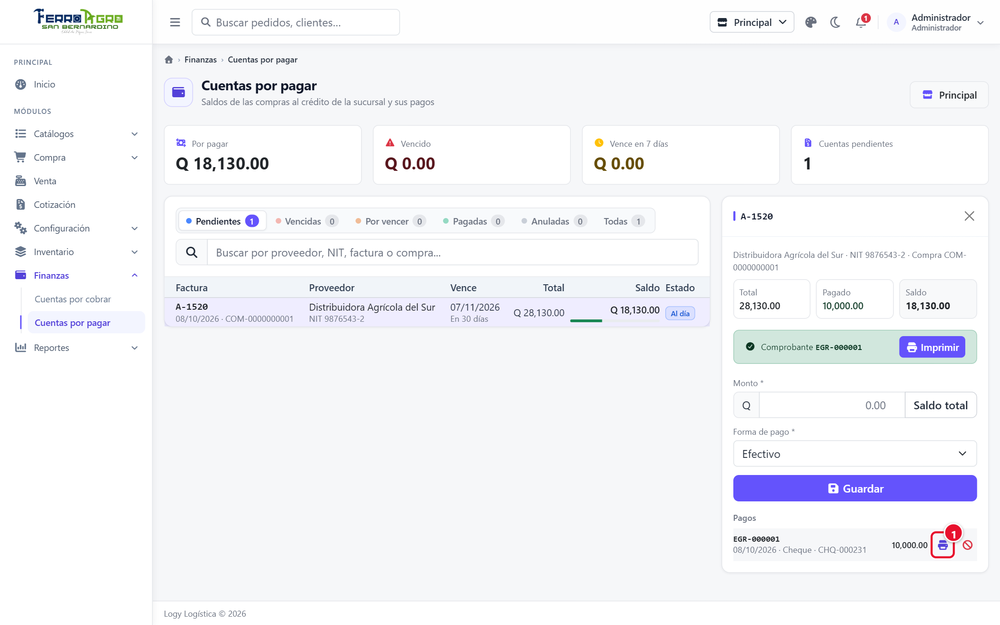 FERRO AGRO
SAN BERNARDINO
Buscar pedidos, clientes...
Principal
1
A
Administrador
Administrador
PRINCIPAL
Inicio
MÓDULOS
Catálogos
Compra
Venta
Cotización
Configuración
Inventario
Finanzas
Cuentas por cobrar
Cuentas por pagar
Reportes
Finanzas › Cuentas por pagar
Cuentas por pagar
Saldos de las compras al crédito de la sucursal y sus pagos
Principal
Por pagar
Q 18,130.00
Vencido
Q 0.00
Vence en 7 días
Q 0.00
Cuentas pendientes
1
Pendientes 1 Vencidas 0 Por vencer 0 Pagadas 0 Anuladas 0 Todas 1
Buscar por proveedor, NIT, factura o compra...
Factura Proveedor Vence Total Saldo Estado
A-1520 Distribuidora Agrícola del Sur 07/11/2026 Q 28,130.00 Q 18,130.00 Al día
08/10/2026 · COM-0000000001 NIT 9876543-2 En 30 días
A-1520
Distribuidora Agrícola del Sur · NIT 9876543-2 · Compra COM-
0000000001
Total Pagado Saldo
28,130.00 10,000.00 18,130.00
Comprobante EGR-000001 Imprimir
Monto *
Q 0.00 Saldo total
Forma de pago *
Efectivo
Guardar
Pagos
EGR-000001
08/10/2026 · Cheque · CHQ-000231
10,000.00
1
Logy Logística © 2026